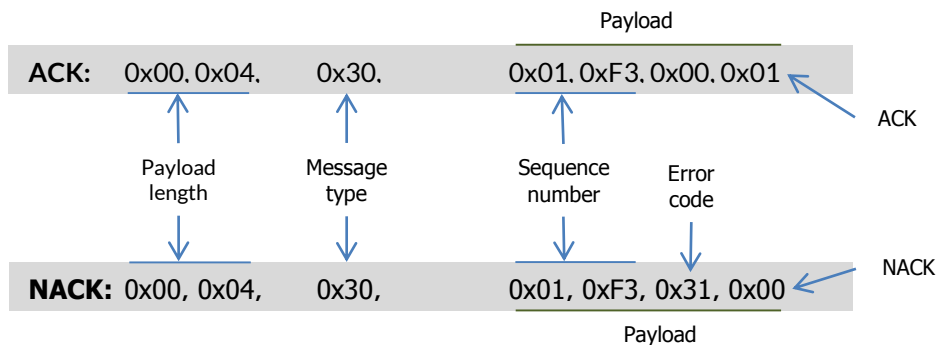 Payload
ACK: 0x00, 0x04, 0x30, 0x01, 0xF3, 0x00, 0x01
ACK
Payload length
Message type
Sequence number
Error code
NACK
NACK: 0x00, 0x04, 0x30, 0x01, 0xF3, 0x31, 0x00
Payload